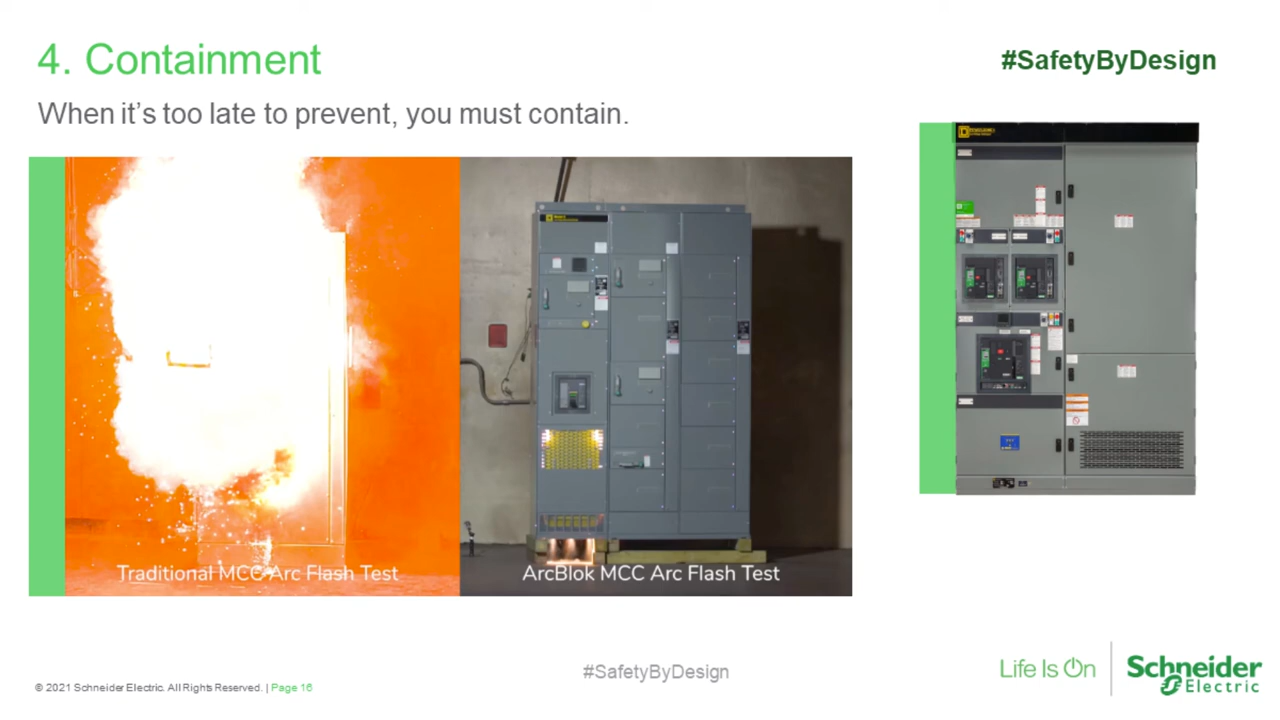 4. Containment
#SafetyByDesign
When it's too late to prevent, you must contain.
Traditional MCC Arc Flash Test
ArcBlok MCC Arc Flash Test
#SafetyByDesign
© 2021 Schneider Electric. All Rights Reserved. | Page 16
Life Is On
Schneider
Electric